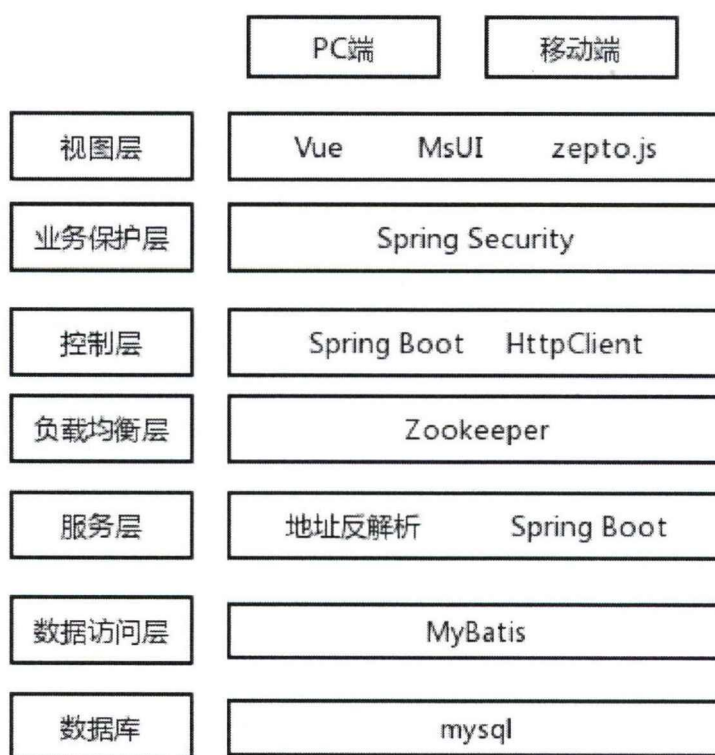 PC端 移动端
视图层 Vue MsUI zepto.js
业务保护层 Spring Security
控制层 Spring Boot HttpClient
负载均衡层 Zookeeper
服务层 地址反解析 Spring Boot
数据访问层 MyBatis
数据库 mysql